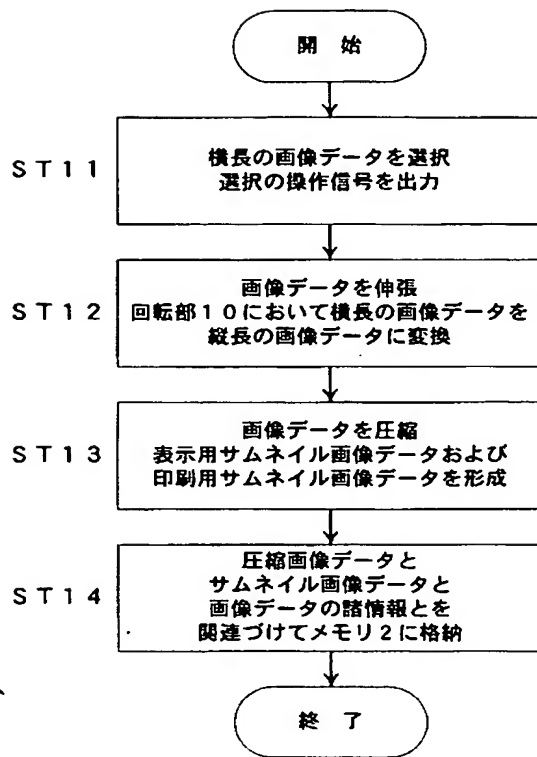 開 始
ST11
横長の画像データを選択
選択の操作信号を出力
ST12
画像データを伸張
回転部10において横長の画像データを
縦長の画像データに変換
ST13
画像データを圧縮
表示用サムネイル画像データおよび
印刷用サムネイル画像データを形成
ST14
圧縮画像データと
サムネイル画像データと
画像データの諸情報とを
関連づけてメモリ2に格納
終 了